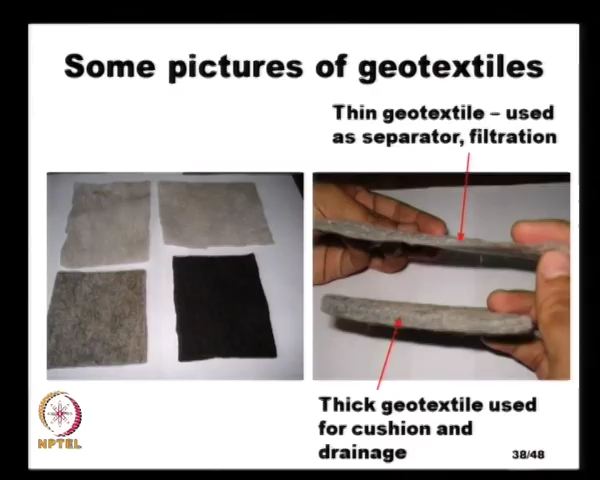 Some pictures of geotextiles
Thin geotextile – used
as separator, filtration
Thick geotextile used
for cushion and
drainage
NPTEL
38/48